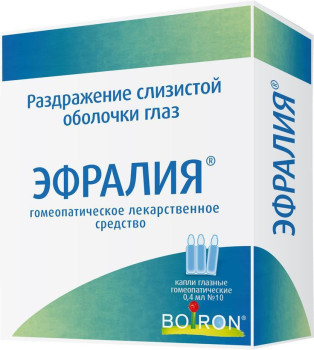 Раздражение слизистой
оболочки глаз
ЭФРАЛИЯ®
гомеопатическое лекарственное
средство
капли глазные
гомеопатические
0,4 мл №10
BOIRON®
ЭФРАЛИЯ®